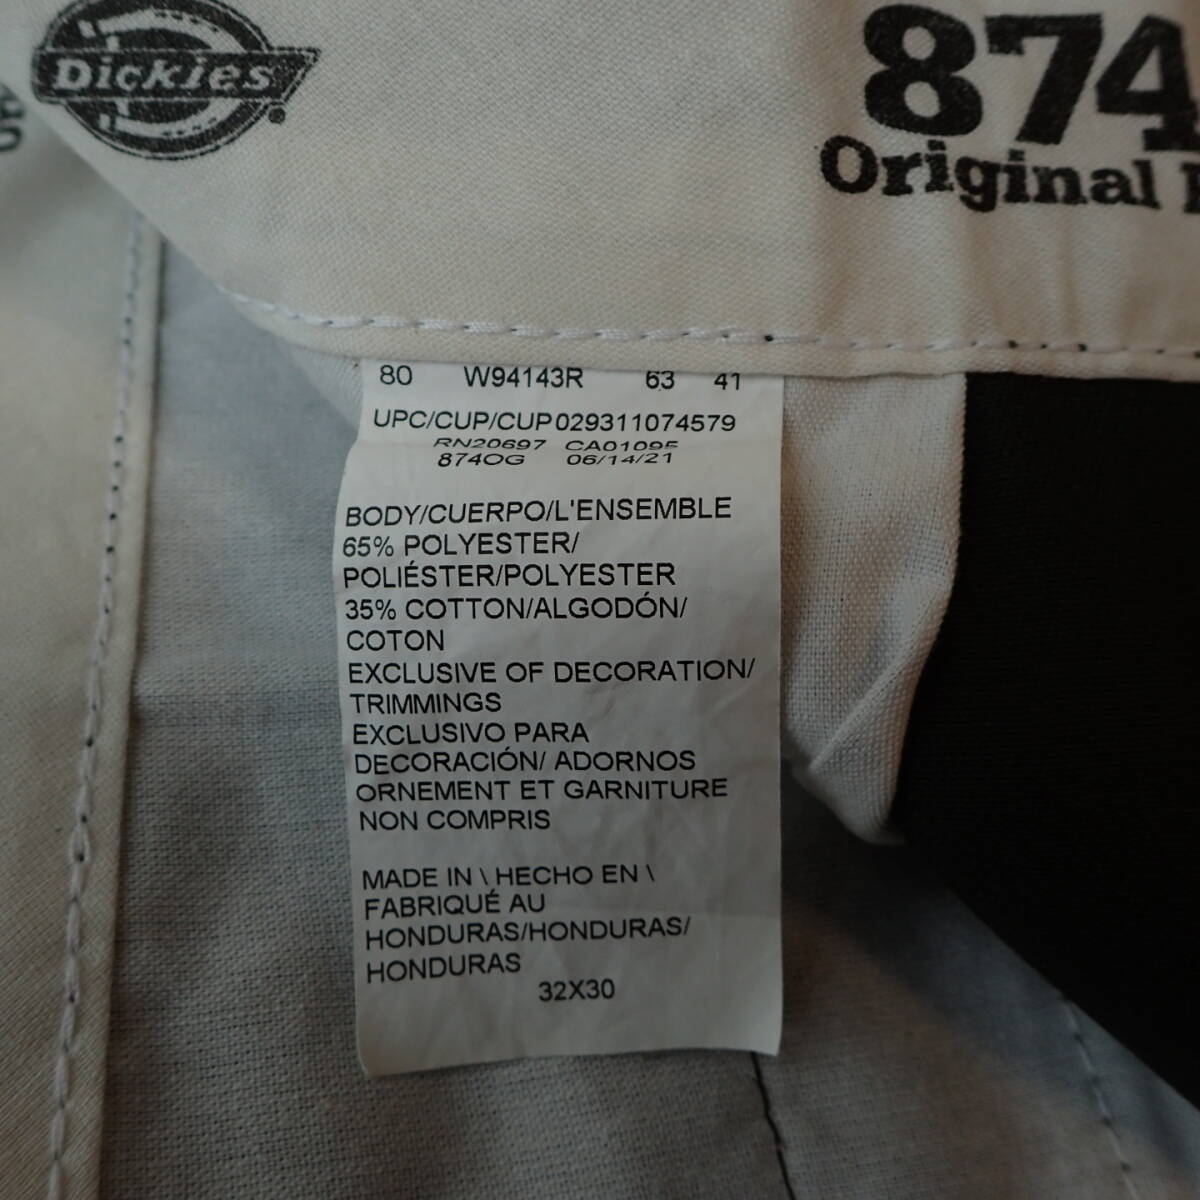 Dickies
874
Original
80 W94143R 63 41
UPC/CUP/CUP029311074579
RN20697 CA01095
874OG 06/14/21
BODY/CUERPO/L'ENSEMBLE
65% POLYESTER/
POLIÉSTER/POLYESTER
35% COTTON/ALGODÓN/
COTON
EXCLUSIVE OF DECORATION/
TRIMMINGS
EXCLUSIVO PARA
DECORACIÓN/ ADORNOS
ORNEMENT ET GARNITURE
NON COMPRIS
MADE IN \ HECHO EN \
FABRIQUÉ AU
HONDURAS/HONDURAS/
HONDURAS
32X30